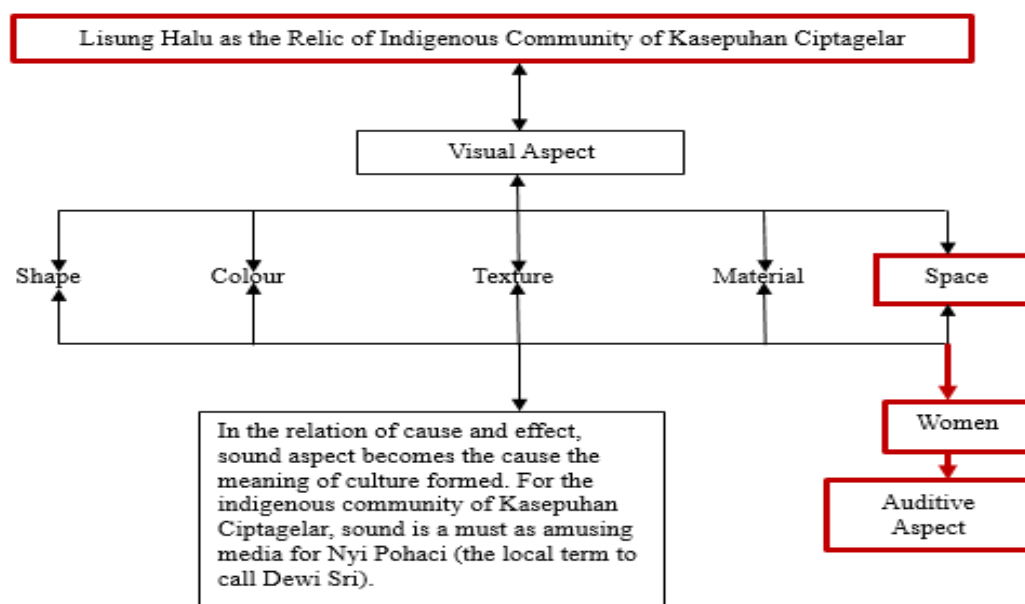 Lisung Halu as the Relic of Indigenous Community of Kasepuhan Ciptagelar
Visual Aspect
Shape
Colour
Texture
Material
Space
In the relation of cause and effect,
sound aspect becomes the cause the
meaning of culture formed. For the
indigenous community of Kasepuhan
Ciptagelar, sound is a must as amusing
media for Nyi Pohaci (the local term to
call Dewi Sri).
Women
Auditive
Aspect